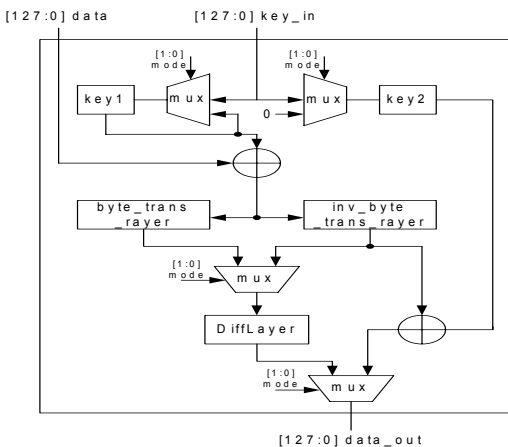 [127:0] data
[127:0] key_in
[1:0]
mode
[1:0]
mode
key1
mux
mux
key2
0
byte_trans
_rayer
inv_byte
_trans_rayer
[1:0]
mode
mux
DiffLayer
[1:0]
mode
mux
[127:0] data_out